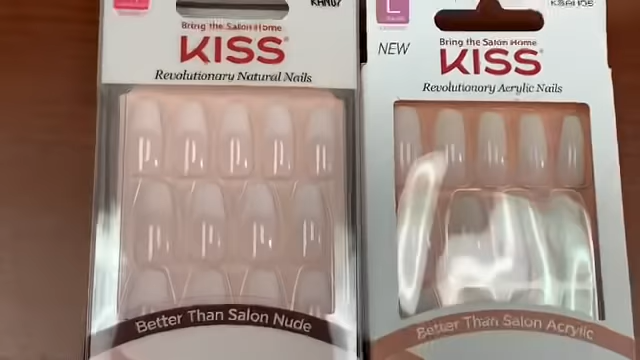 Bring the Salon Home
KISS
Revolutionary Natural Nails
Better Than Salon Nude
L
NEW
Bring the Salon Home
KISS
Revolutionary Acrylic Nails
Better Than Salon Acrylic